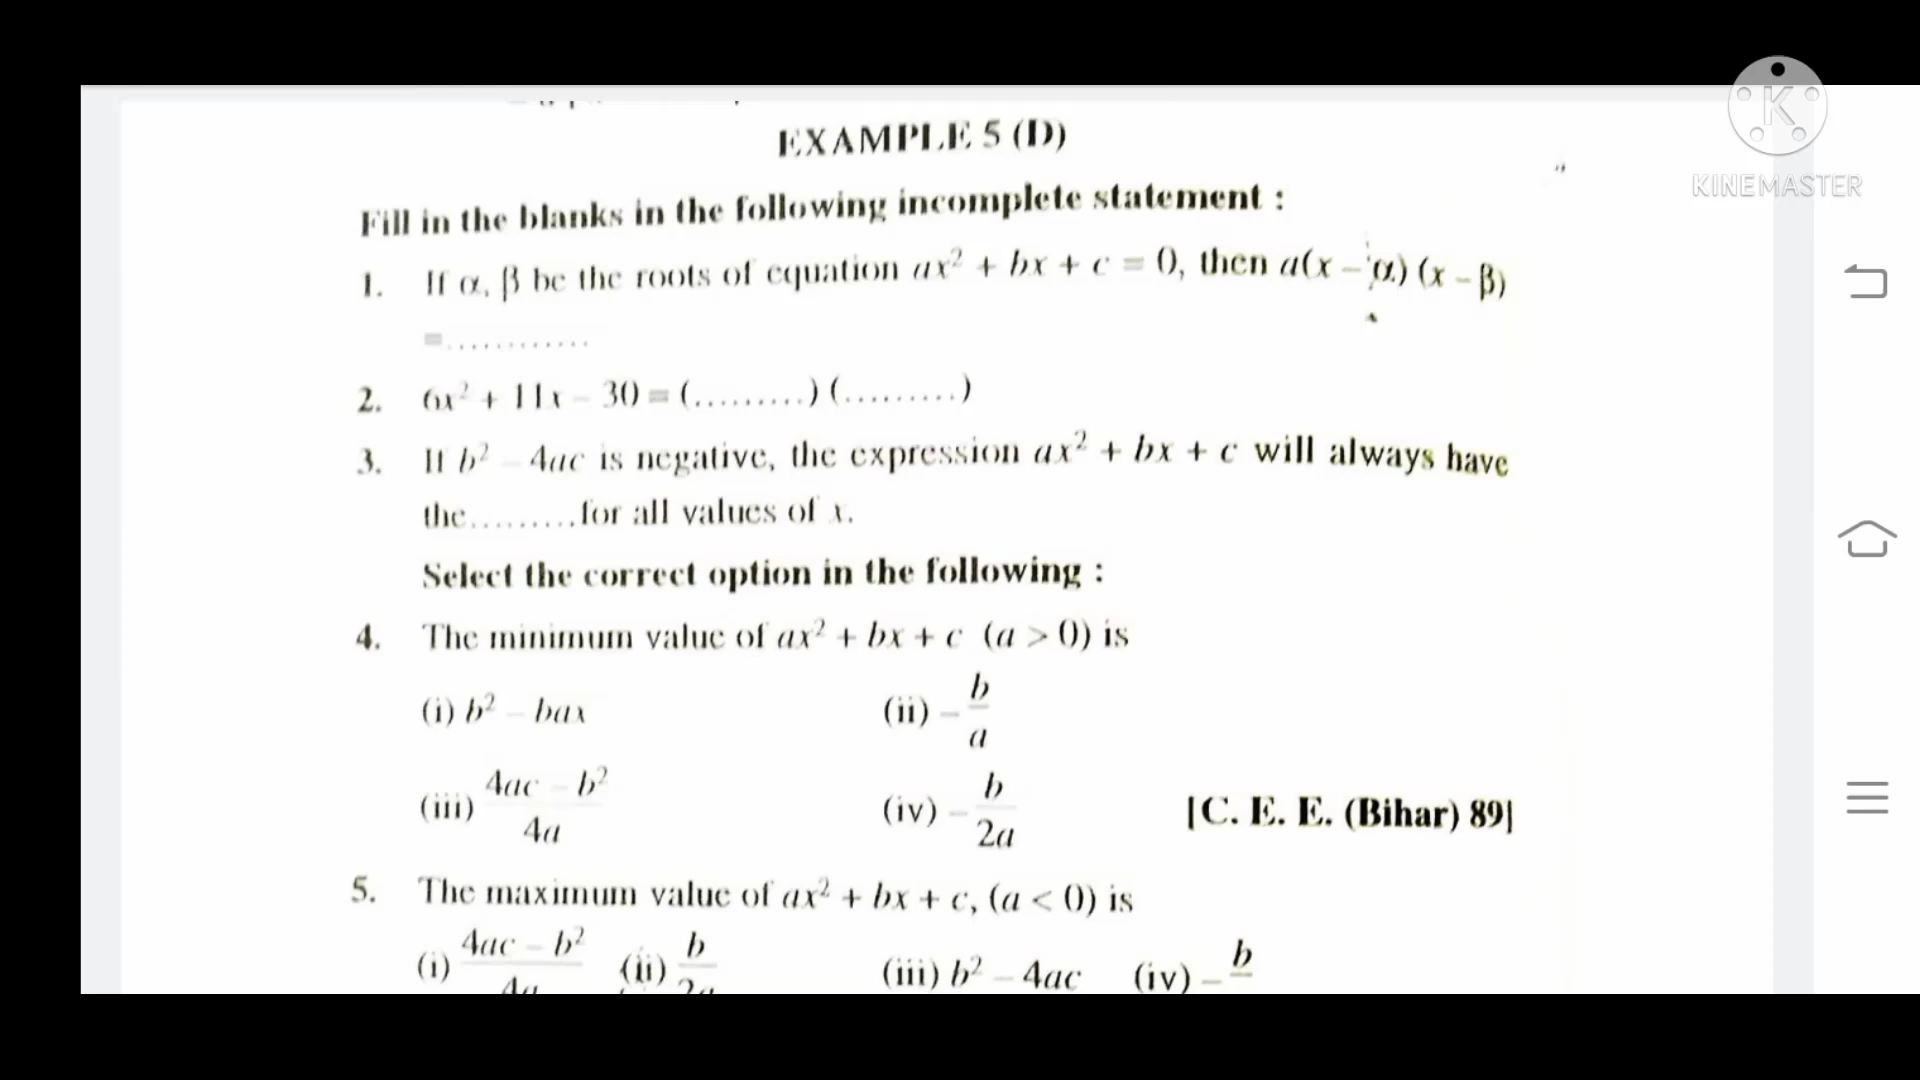 EXAMPLE 5 (D)
KINEMASTER
Fill in the blanks in the following incomplete statement :
1. If α, β be the roots of equation ax² + bx + c = 0, then a(x – α) (x – β)
= ............
2. 6x² + 11x – 30 = (.........) (.........)
3. If b² – 4ac is negative, the expression ax² + bx + c will always have
the.........for all values of x.
Select the correct option in the following :
4. The minimum value of ax² + bx + c (a > 0) is
(i) b² – bax (ii) – b/a
(iii) 4ac – b²/4a (iv) – b/2a [C. E. E. (Bihar) 89]
5. The maximum value of ax² + bx + c, (a < 0) is
(i) 4ac – b²/4a (ii) b/2a (iii) b² – 4ac (iv) – b